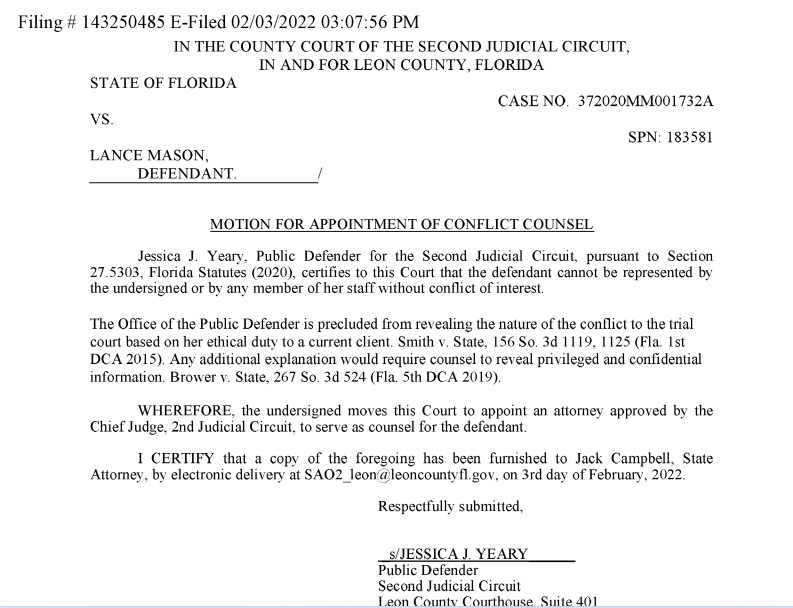 Filing # 143250485 E-Filed 02/03/2022 03:07:56 PM
IN THE COUNTY COURT OF THE SECOND JUDICIAL CIRCUIT,
IN AND FOR LEON COUNTY, FLORIDA
STATE OF FLORIDA
CASE NO. 372020MM001732A
VS.
SPN: 183581
LANCE MASON,
DEFENDANT. /
MOTION FOR APPOINTMENT OF CONFLICT COUNSEL
Jessica J. Yeary, Public Defender for the Second Judicial Circuit, pursuant to Section
27.5303, Florida Statutes (2020), certifies to this Court that the defendant cannot be represented by
the undersigned or by any member of her staff without conflict of interest.
The Office of the Public Defender is precluded from revealing the nature of the conflict to the trial
court based on her ethical duty to a current client. Smith v. State, 156 So. 3d 1119, 1125 (Fla. 1st
DCA 2015). Any additional explanation would require counsel to reveal privileged and confidential
information. Brower v. State, 267 So. 3d 524 (Fla. 5th DCA 2019).
WHEREFORE, the undersigned moves this Court to appoint an attorney approved by the
Chief Judge, 2nd Judicial Circuit, to serve as counsel for the defendant.
I CERTIFY that a copy of the foregoing has been furnished to Jack Campbell, State
Attorney, by electronic delivery at SAO2_leon@leoncountyfl.gov, on 3rd day of February, 2022.
Respectfully submitted,
s/JESSICA J. YEARY
Public Defender
Second Judicial Circuit
Leon County Courthouse, Suite 401